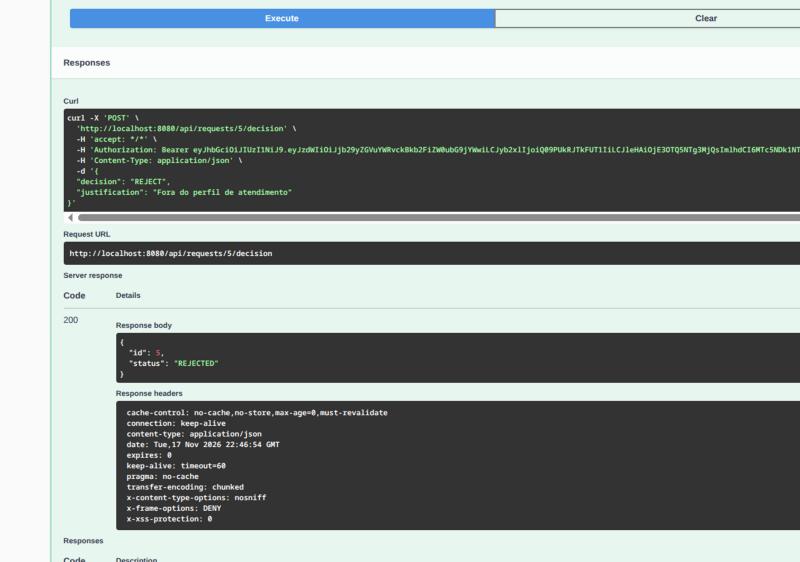 Execute
Clear
Responses
Curl
curl -X 'POST' \
'http://localhost:8080/api/requests/5/decision' \
-H 'accept: */*' \
-H 'Authorization: Bearer eyJhbGciOiJIUzI1NiJ9.eyJzdWIiOiJjb29yZGVuYWRvckBkb2FiZW0ubG9jYWwiLCJyb2xlIjoiQ09PUkRJTkFUT1IiLCJleHAiOjE3OTQ5NTg3MjQsImlhdCI6MTc5NDk1NT
-H 'Content-Type: application/json' \
-d '{
"decision": "REJECT",
"justification": "Fora do perfil de atendimento"
}'
Request URL
http://localhost:8080/api/requests/5/decision
Server response
Code
Details
200
Response body
{
"id": 5,
"status": "REJECTED"
}
Response headers
cache-control: no-cache,no-store,max-age=0,must-revalidate
connection: keep-alive
content-type: application/json
date: Tue,17 Nov 2026 22:46:54 GMT
expires: 0
keep-alive: timeout=60
pragma: no-cache
transfer-encoding: chunked
x-content-type-options: nosniff
x-frame-options: DENY
x-xss-protection: 0
Responses
Code
Description